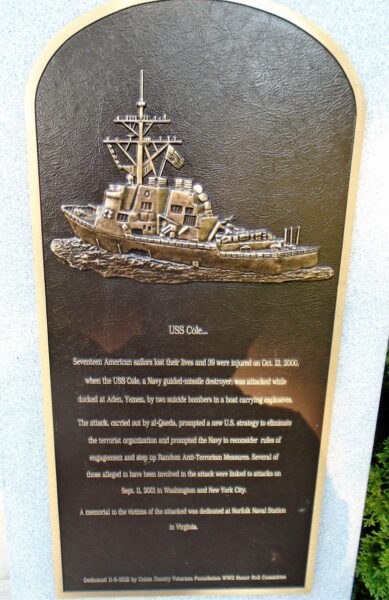 USS Cole...
Seventeen American sailors lost their lives and 39 were injured on Oct. 12, 2000,
when the USS Cole, a Navy guided-missile destroyer, was attacked while
docked at Aden, Yemen, by two suicide bombers in a boat carrying explosives.
The attack, carried out by al-Qaeda, prompted a new U.S. strategy to eliminate
the terrorist organization and prompted the Navy to reconsider rules of
engagement and step up Random Anti-Terrorism Measures. Several of
those alleged to have been involved in the attack were linked to attacks on
Sept. 11, 2001 in Washington and New York City.
A memorial to the victims of the attacked was dedicated at Norfolk Naval Station
in Virginia.
Dedicated 11-8-2015 by Union County Veterans Foundation WW2 Honor Roll Committee